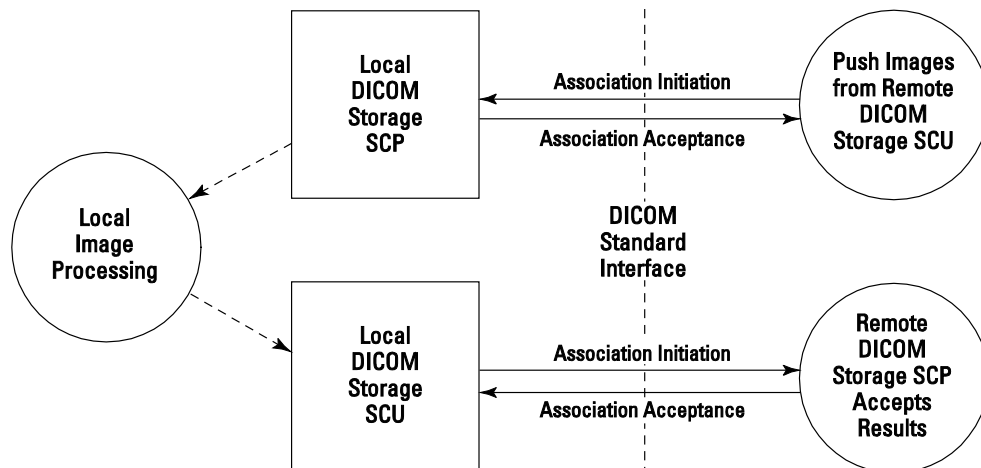 Local
DICOM
Storage
SCP
Association Initiation
Association Acceptance
Push Images
from Remote
DICOM
Storage SCU
Local
Image
Processing
DICOM
Standard
Interface
Local
DICOM
Storage
SCU
Association Initiation
Association Acceptance
Remote
DICOM
Storage SCP
Accepts
Results